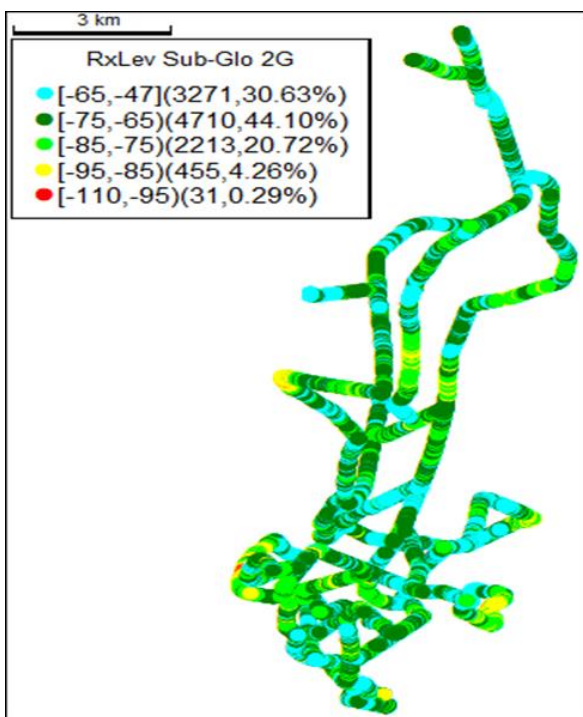 3 km
RxLev Sub-Glo 2G
[-65,-47](3271,30.63%)
[-75,-65)(4710,44.10%)
[-85,-75)(2213,20.72%)
[-95,-85)(455,4.26%)
[-110,-95)(31,0.29%)